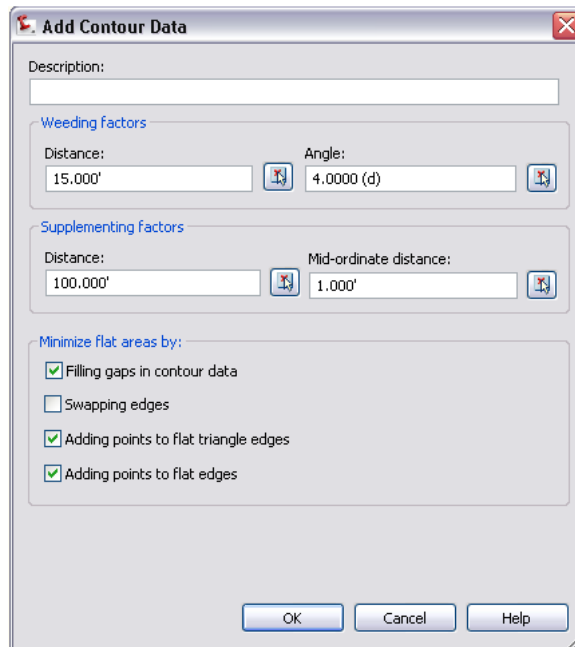 Add Contour Data
Description:
Weeding factors
Distance: Angle:
15.000' 4.0000 (d)
Supplementing factors
Distance: Mid-ordinate distance:
100.000' 1.000'
Minimize flat areas by:
Filling gaps in contour data
Swapping edges
Adding points to flat triangle edges
Adding points to flat edges
OK Cancel Help